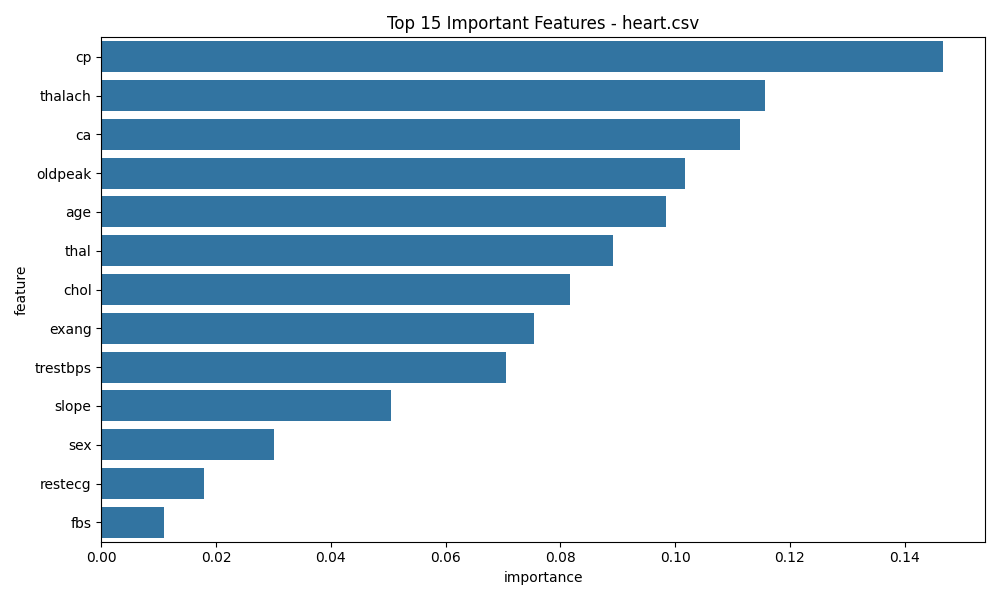 Top 15 Important Features - heart.csv
feature
cp
thalach
ca
oldpeak
age
thal
chol
exang
trestbps
slope
sex
restecg
fbs
0.00 0.02 0.04 0.06 0.08 0.10 0.12 0.14
importance